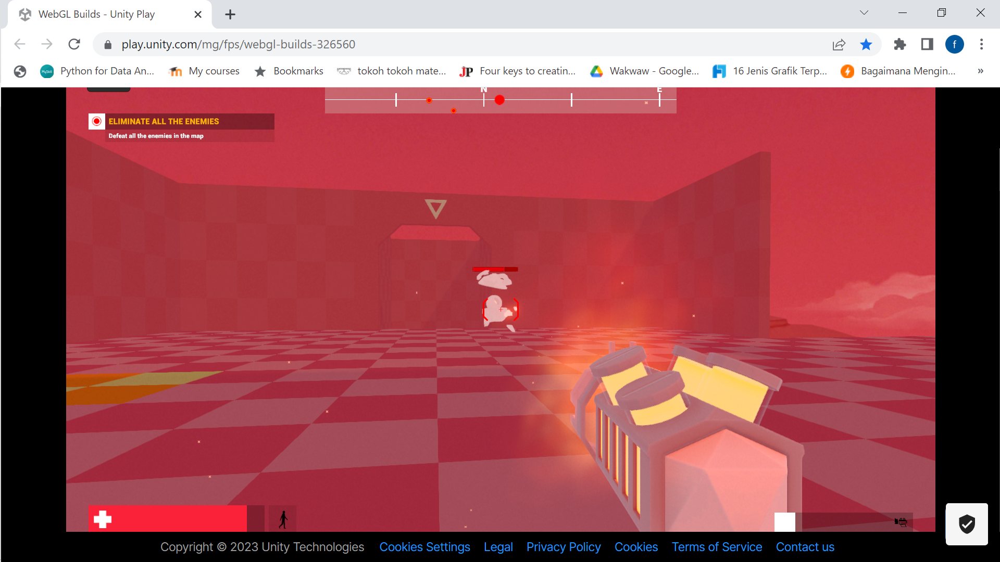 WebGL Builds - Unity Play
play.unity.com/mg/fps/webgl-builds-326560
f
MySkill Python for Data An... My courses Bookmarks tokoh tokoh mate... JP Four keys to creatin... Wakwaw - Google... 16 Jenis Grafik Terp... Bagaimana Mengin... »
N E
ELIMINATE ALL THE ENEMIES
Defeat all the enemies in the map
Copyright © 2023 Unity Technologies Cookies Settings Legal Privacy Policy Cookies Terms of Service Contact us